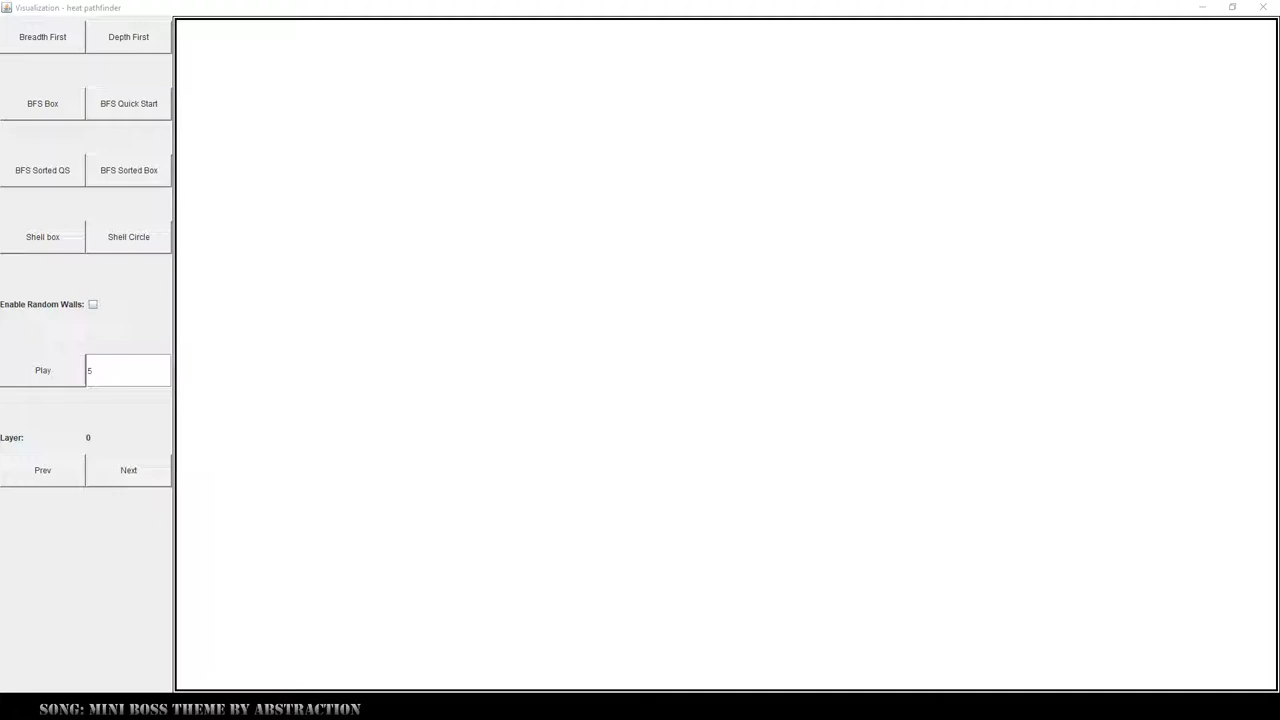 Visualization - heat pathfinder
Breadth First Depth First
BFS Box BFS Quick Start
BFS Sorted QS BFS Sorted Box
Shell box Shell Circle
Enable Random Walls:
Play 5
Layer: 0
Prev Next
SONG: MINI BOSS THEME BY ABSTRACTION